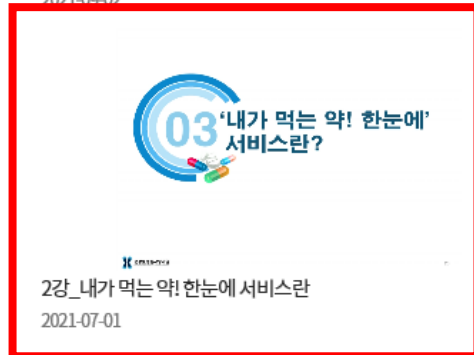 03
'내가 먹는 약! 한눈에'
서비스란?
2강_내가 먹는 약! 한눈에 서비스란
2021-07-01